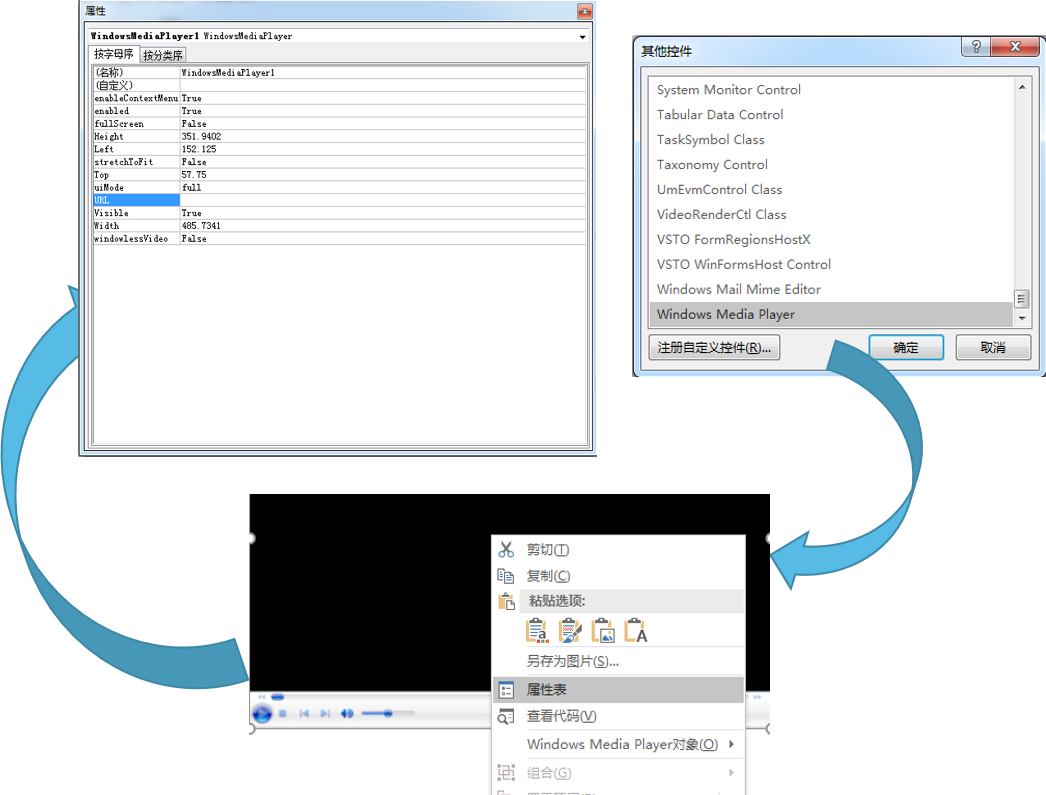 属性
WindowsMediaPlayer1 WindowsMediaPlayer
按字母序 按分类序
(名称) WindowsMediaPlayer1
(自定义)
enableContextMenu True
enabled True
fullScreen False
Height 351.9402
Left 152.125
stretchToFit False
Top 57.75
uiMode full
URL
Visible True
Width 485.7341
windowlessVideo False
其他控件
System Monitor Control
Tabular Data Control
TaskSymbol Class
Taxonomy Control
UmEvmControl Class
VideoRenderCtl Class
VSTO FormRegionsHostX
VSTO WinFormsHost Control
Windows Mail Mime Editor
Windows Media Player
注册自定义控件(R)... 确定 取消
剪切(T)
复制(C)
粘贴选项:
另存为图片(S)...
属性表
查看代码(V)
Windows Media Player对象(O)
组合(G)